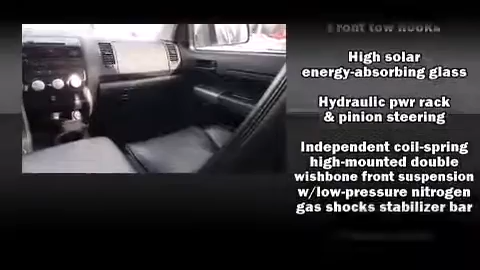 Front tow hooks
High solar
energy-absorbing glass
Hydraulic pwr rack
& pinion steering
Independent coil-spring
high-mounted double
wishbone front suspension
w/low-pressure nitrogen
gas shocks stabilizer bar